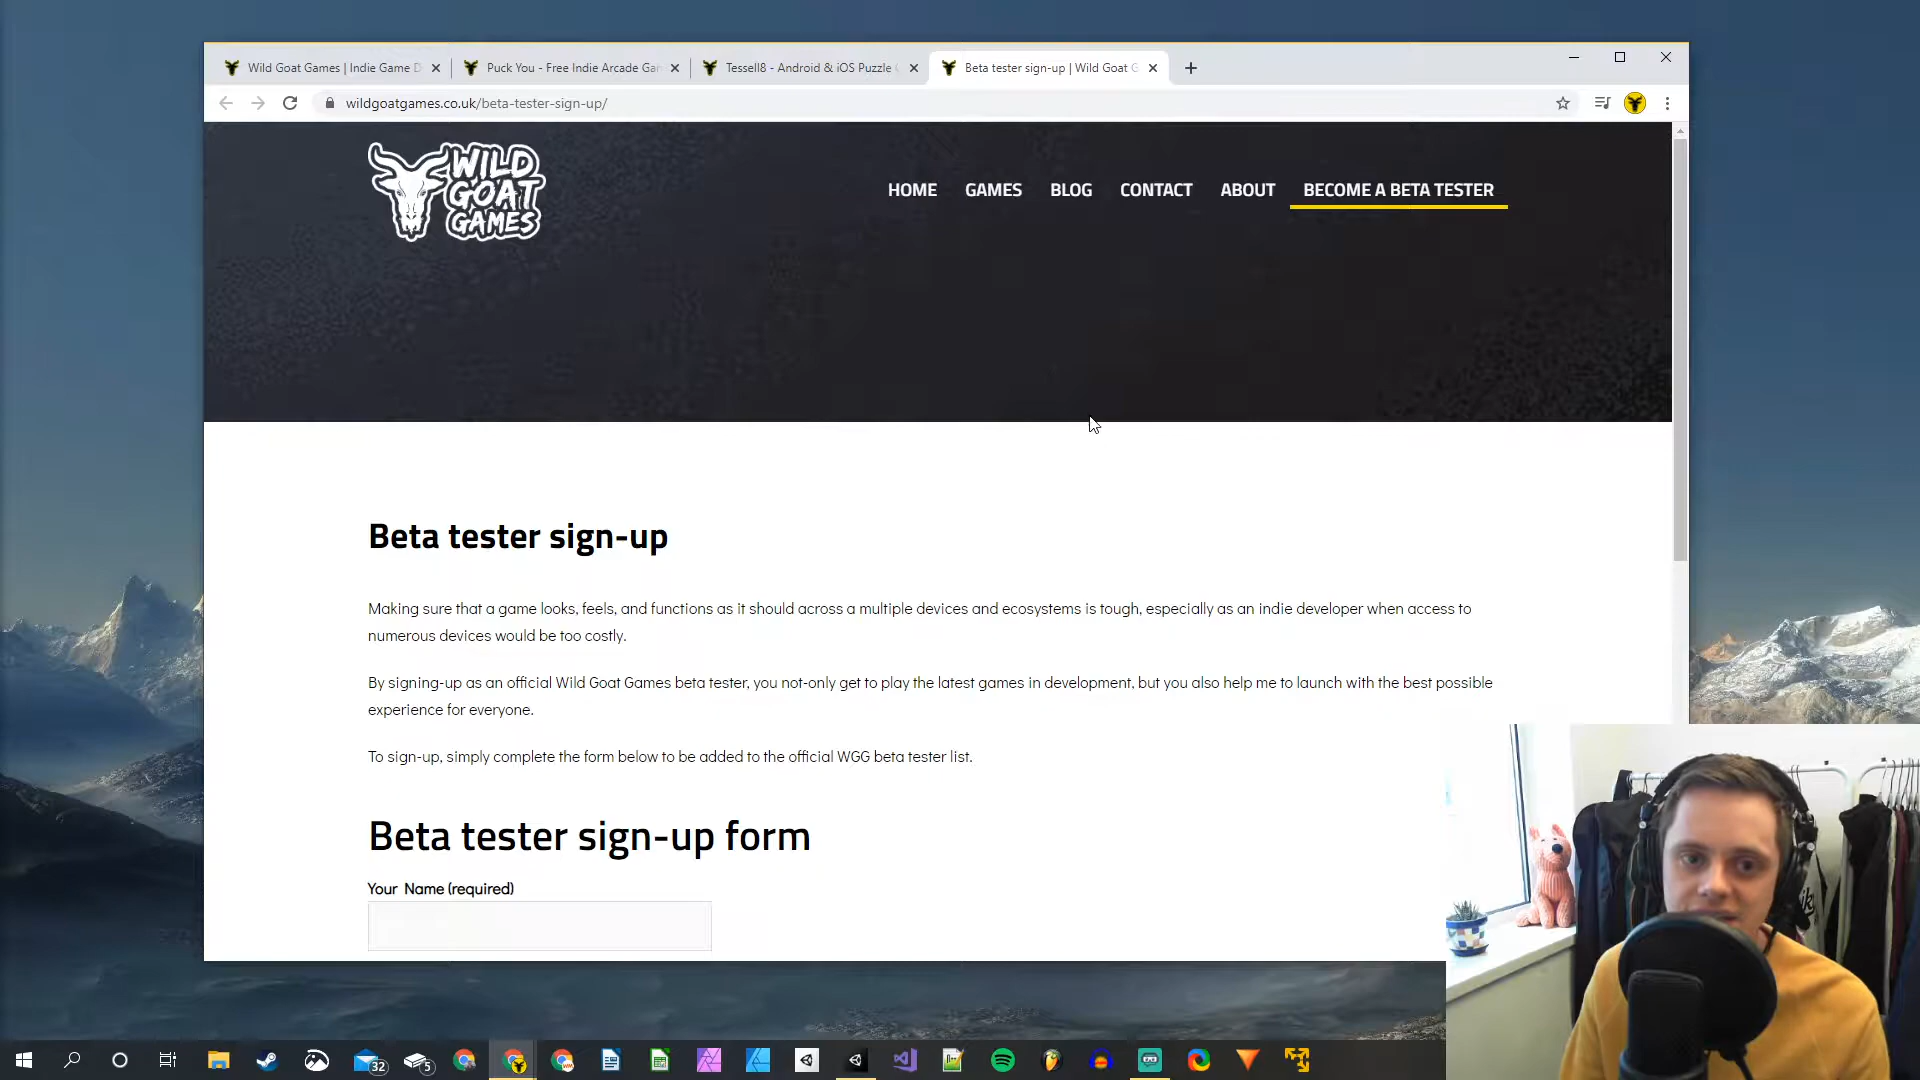 Wild Goat Games | Indie Game D
Puck You - Free Indie Arcade Gam
Tessell8 - Android & iOS Puzzle G
Beta tester sign-up | Wild Goat G
wildgoatgames.co.uk/beta-tester-sign-up/
WILD
GOAT
GAMES
HOME GAMES BLOG CONTACT ABOUT BECOME A BETA TESTER
Beta tester sign-up
Making sure that a game looks, feels, and functions as it should across a multiple devices and ecosystems is tough, especially as an indie developer when access to
numerous devices would be too costly.
By signing-up as an official Wild Goat Games beta tester, you not-only get to play the latest games in development, but you also help me to launch with the best possible
experience for everyone.
To sign-up, simply complete the form below to be added to the official WGG beta tester list.
Beta tester sign-up form
Your Name (required)
32
5